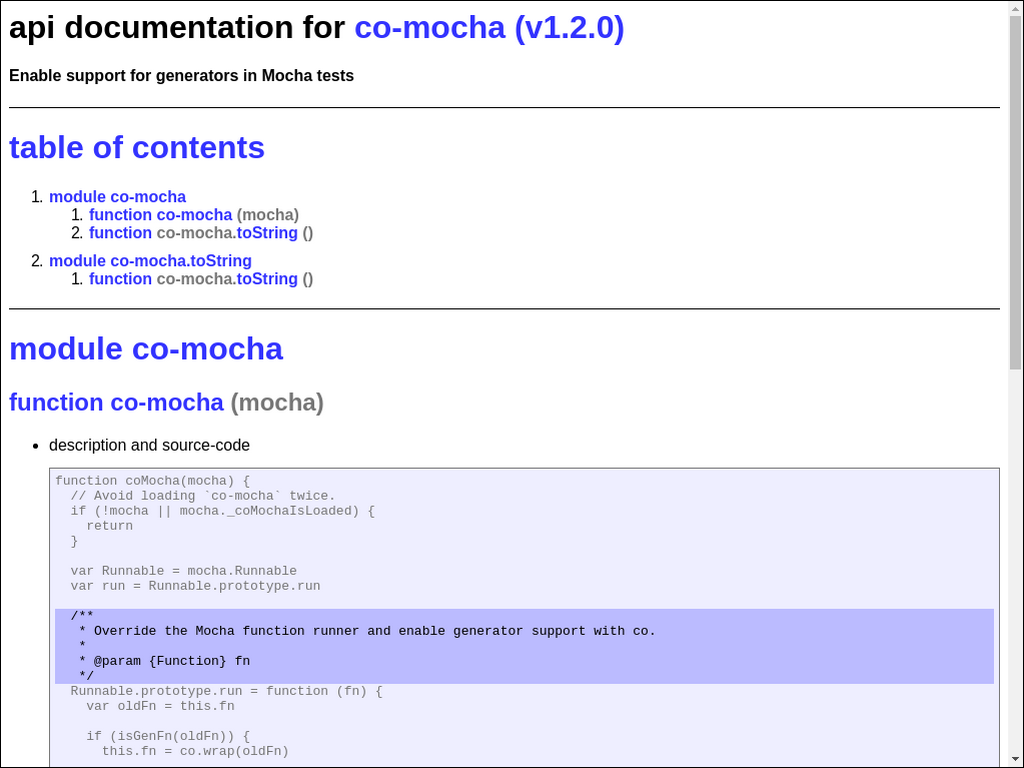 api documentation for co-mocha (v1.2.0)
Enable support for generators in Mocha tests
table of contents
1. module co-mocha
1. function co-mocha (mocha)
2. function co-mocha.toString ()
2. module co-mocha.toString
1. function co-mocha.toString ()
module co-mocha
function co-mocha (mocha)
• description and source-code
function coMocha(mocha) {
  // Avoid loading `co-mocha` twice.
  if (!mocha || mocha._coMochaIsLoaded) {
    return
  }
  var Runnable = mocha.Runnable
  var run = Runnable.prototype.run
  /**
   * Override the Mocha function runner and enable generator support with co.
   *
   * @param {Function} fn
   */
  Runnable.prototype.run = function (fn) {
    var oldFn = this.fn
    if (isGenFn(oldFn)) {
      this.fn = co.wrap(oldFn)